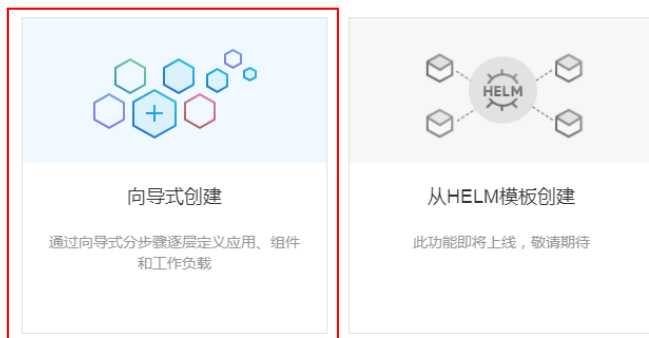 HELM
向导式创建
从HELM模板创建
通过向导式分步骤逐层定义应用、组件
和工作负载
此功能即将上线，敬请期待